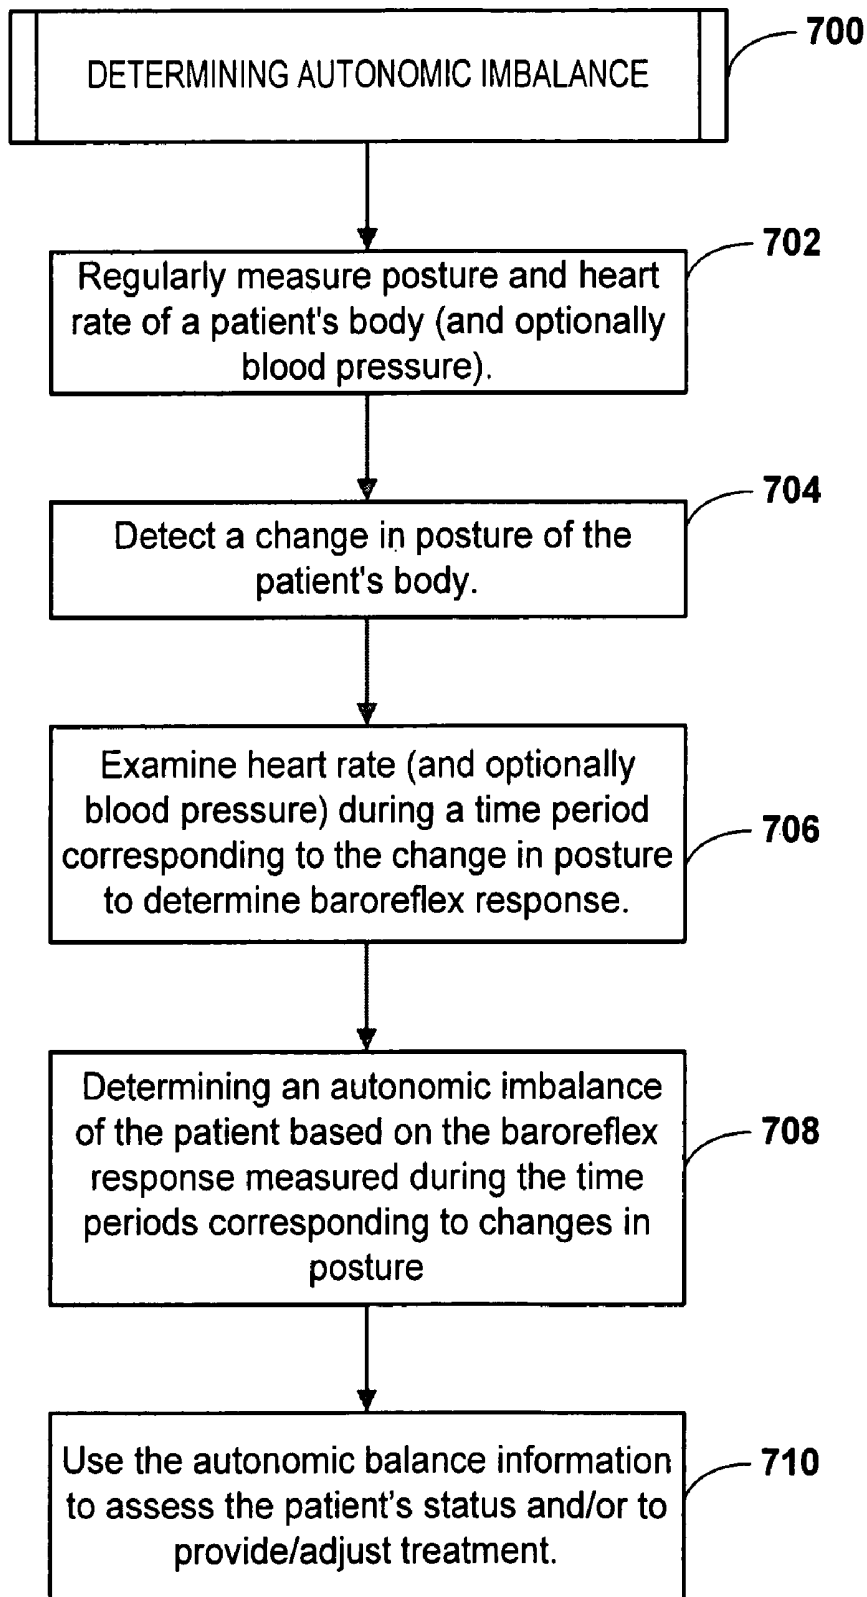 700
DETERMINING AUTONOMIC IMBALANCE
702
Regularly measure posture and heart
rate of a patient's body (and optionally
blood pressure).
704
Detect a change in posture of the
patient's body.
Examine heart rate (and optionally
blood pressure) during a time period
corresponding to the change in posture
to determine baroreflex response.
706
Determining an autonomic imbalance
of the patient based on the baroreflex
response measured during the time
periods corresponding to changes in
posture
708
Use the autonomic balance information
to assess the patient's status and/or to
provide/adjust treatment.
710